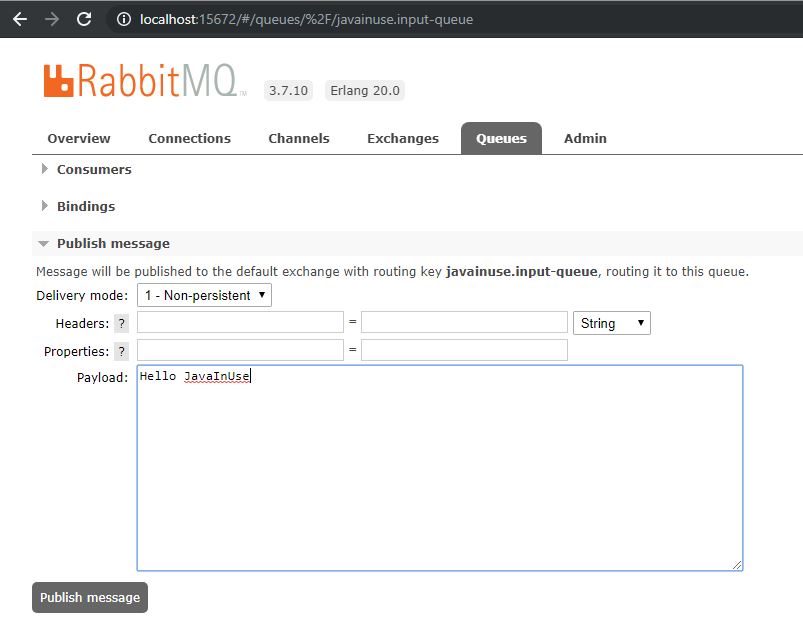 localhost:15672/#/queues/%2F/javainuse.input-queue
RabbitMQ TM 3.7.10 Erlang 20.0
Overview Connections Channels Exchanges Queues Admin
Consumers
Bindings
Publish message
Message will be published to the default exchange with routing key javainuse.input-queue, routing it to this queue.
Delivery mode: 1 - Non-persistent
Headers: ? = String
Properties: ? =
Payload: Hello JavaInUse
Publish message